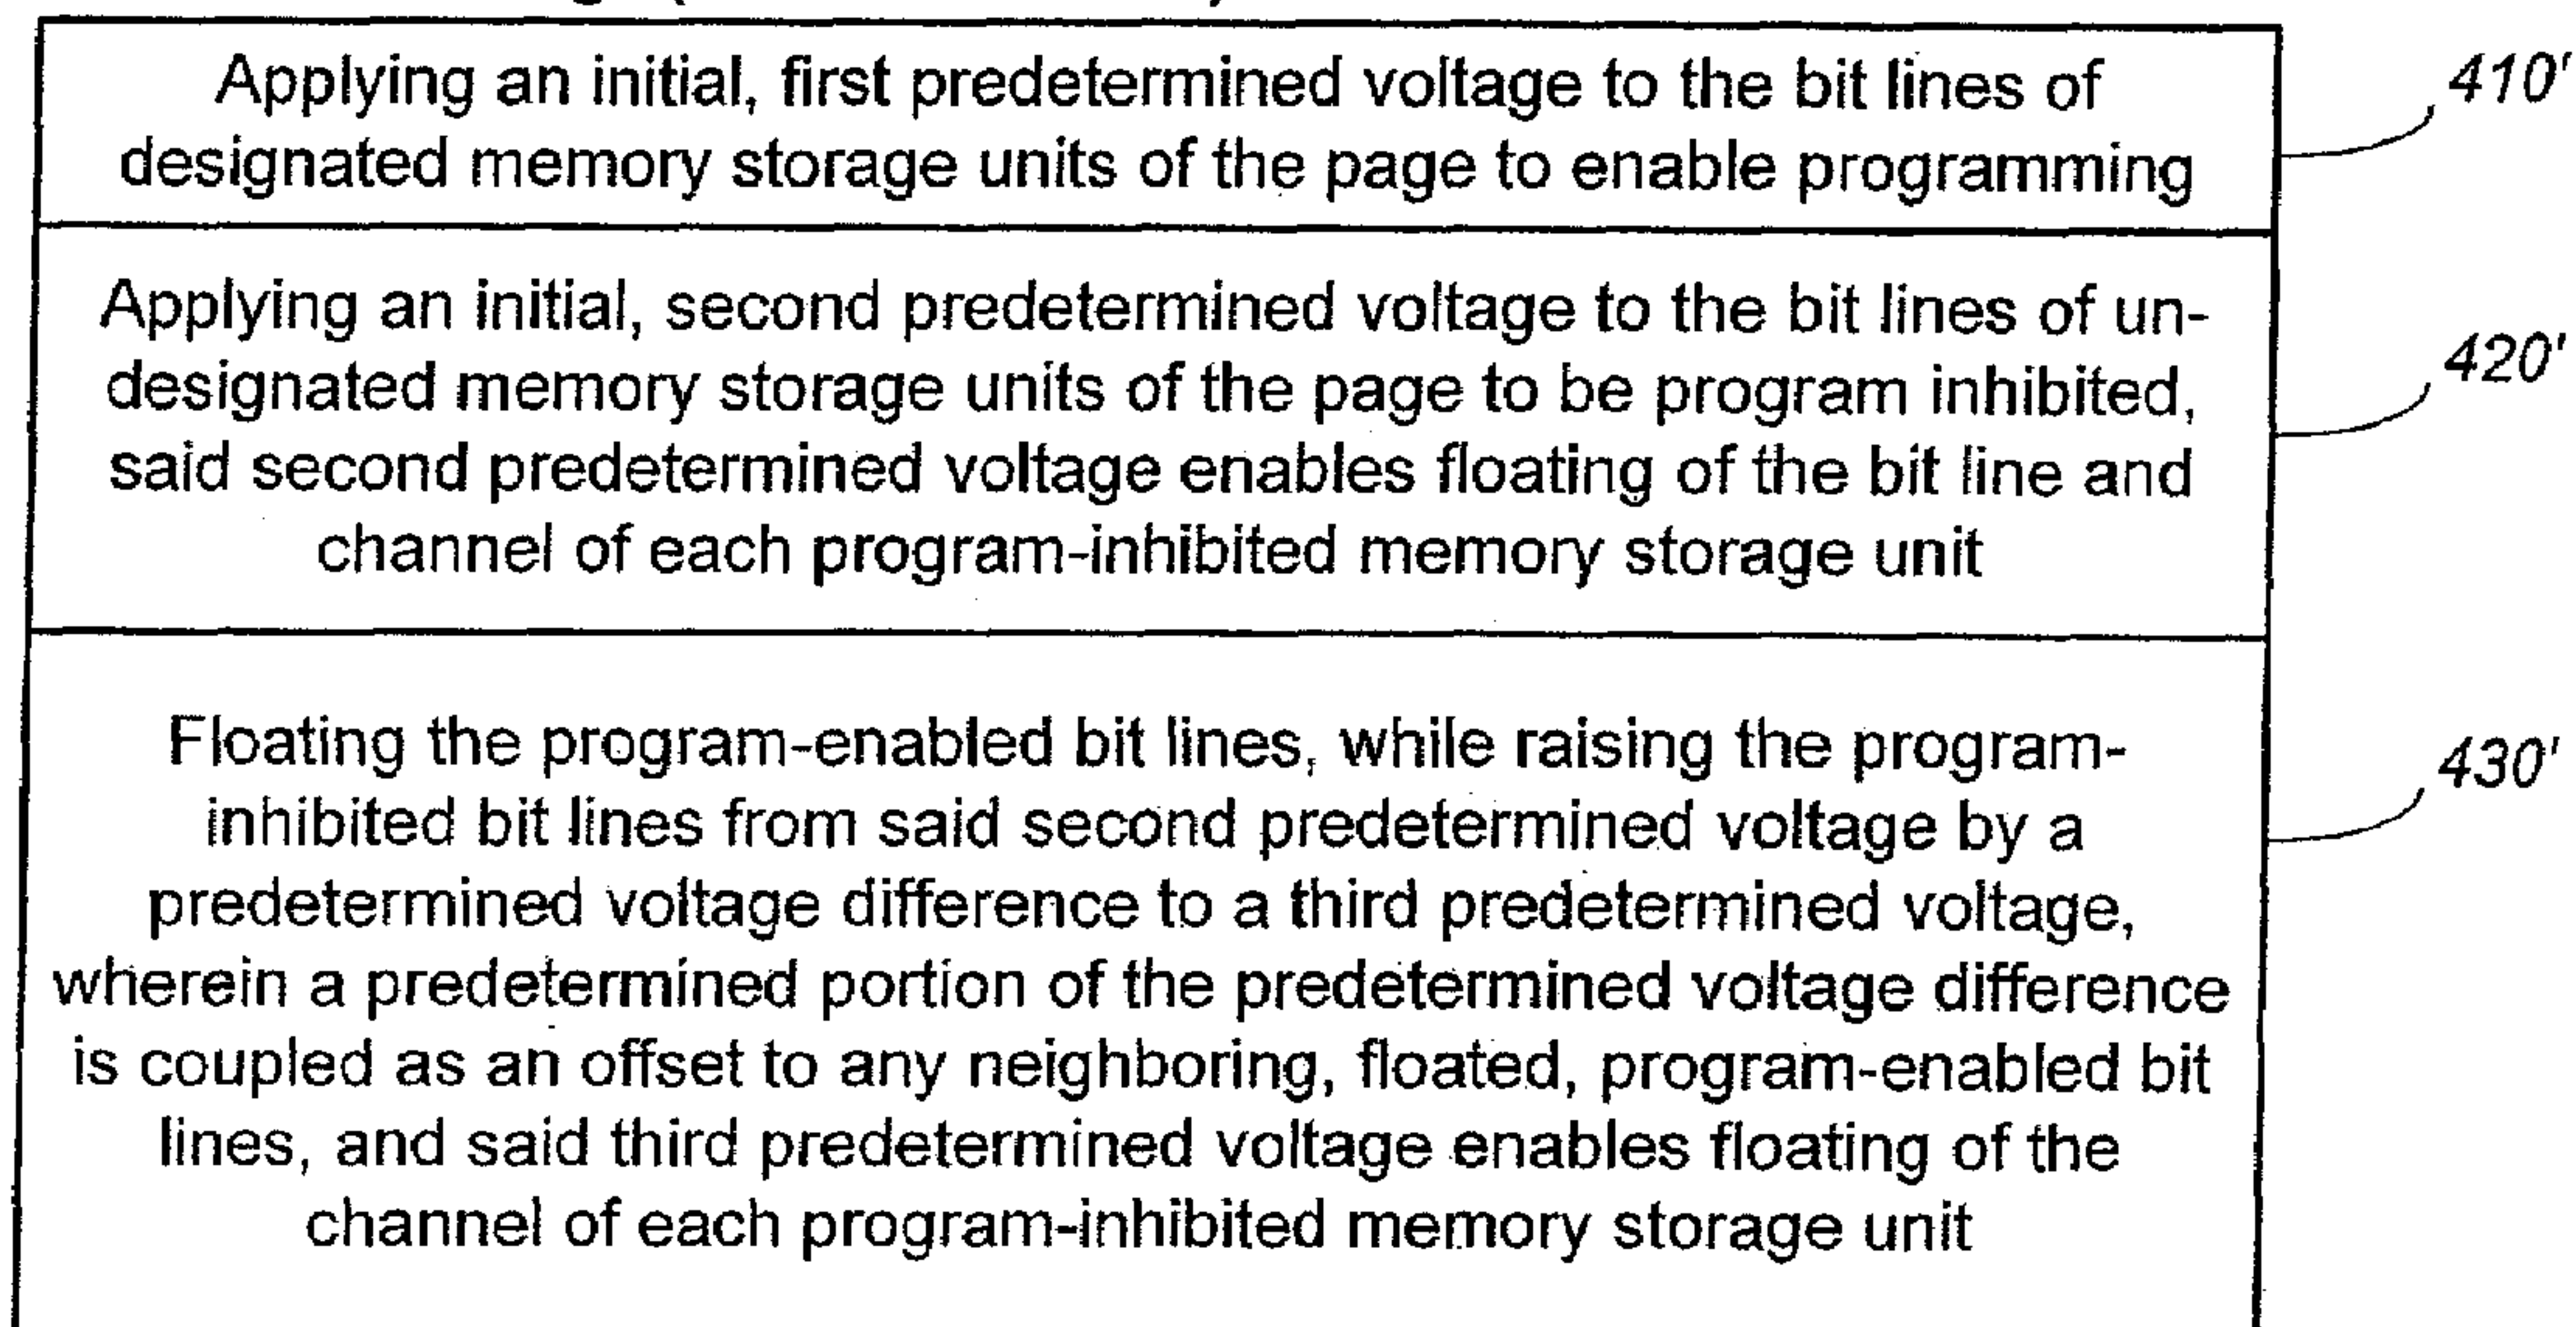 Applying an initial, first predetermined voltage to the bit lines of
designated memory storage units of the page to enable programming
410'
Applying an initial, second predetermined voltage to the bit lines of un-
designated memory storage units of the page to be program inhibited,
said second predetermined voltage enables floating of the bit line and
channel of each program-inhibited memory storage unit
420'
Floating the program-enabled bit lines, while raising the program-
inhibited bit lines from said second predetermined voltage by a
predetermined voltage difference to a third predetermined voltage,
wherein a predetermined portion of the predetermined voltage difference
is coupled as an offset to any neighboring, floated, program-enabled bit
lines, and said third predetermined voltage enables floating of the
channel of each program-inhibited memory storage unit
430'